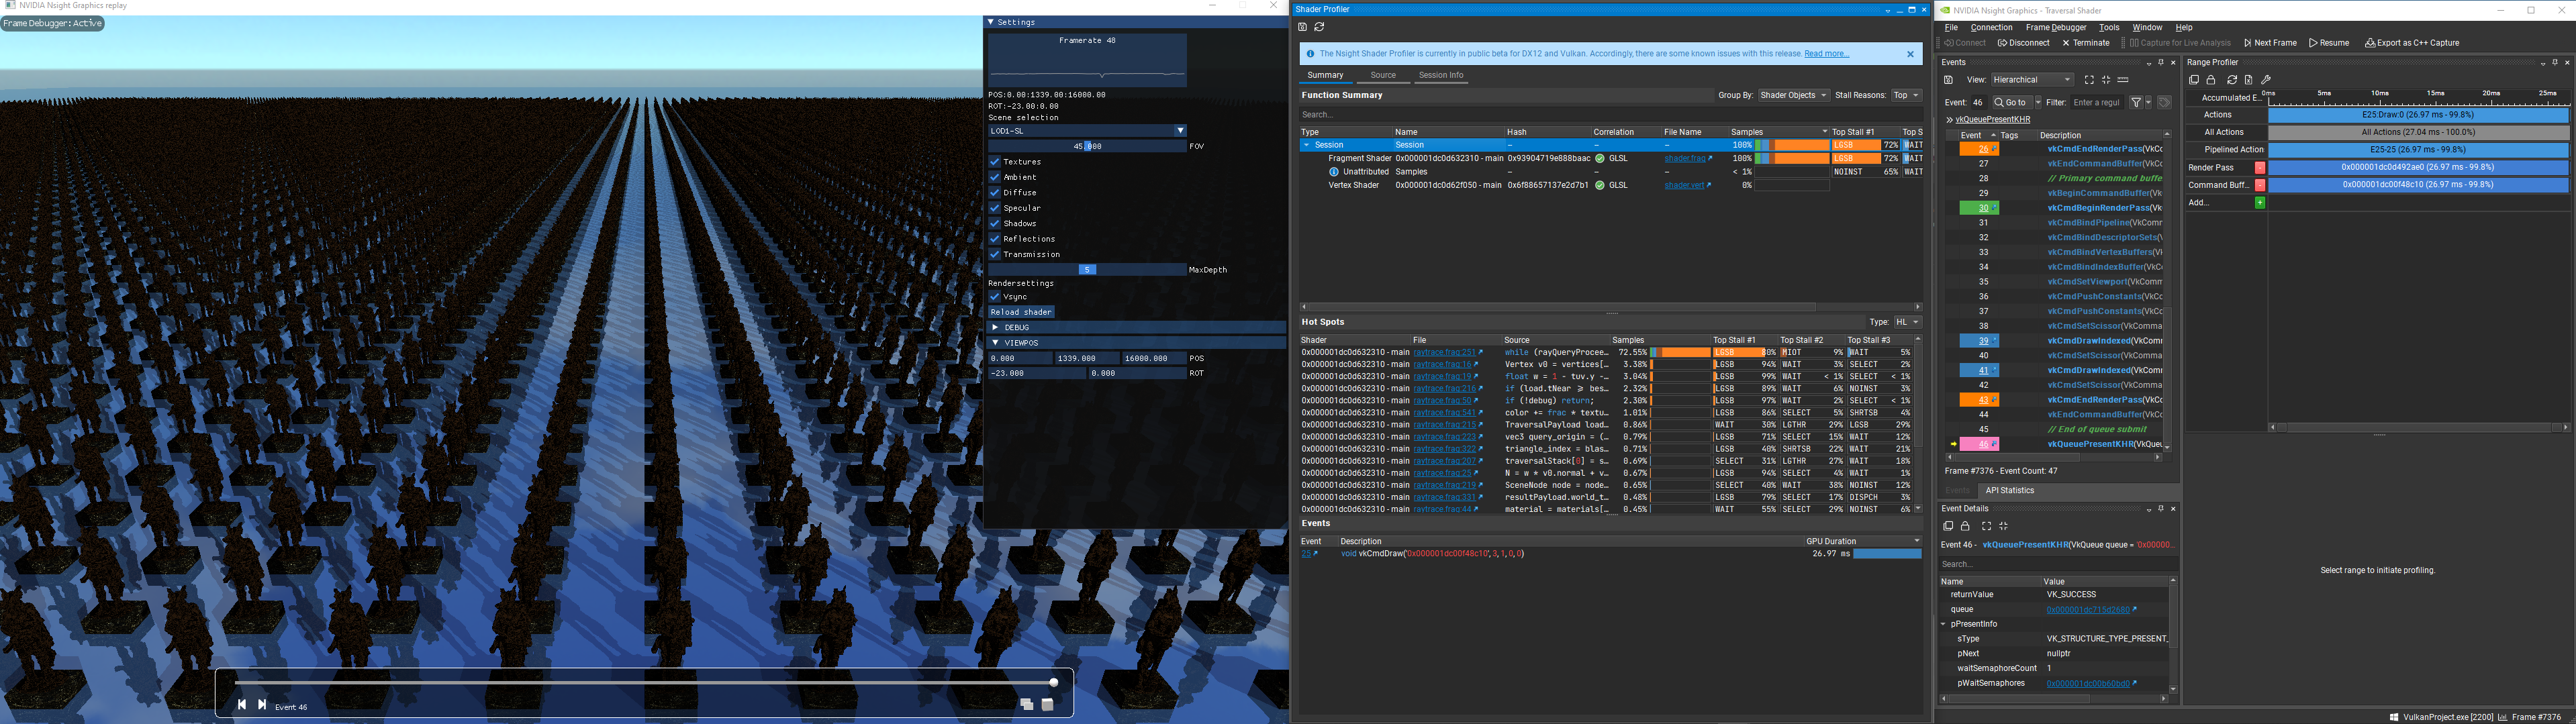 NVIDIA Nsight Graphics replay
Frame Debugger: Active
Settings
Framerate 48
POS:0.00:1339.00:16000.00
ROT:-23.00:0.00
Scene selection
LOD1-SL
45.000 FOV
Textures
Ambient
Diffuse
Specular
Shadows
Reflections
Transmission
5 MaxDepth
Rendersettings
Vsync
Reload shader
DEBUG
VIEWPOS
0.000 1339.000 16000.000 POS
-23.000 0.000 ROT
Event 46
Shader Profiler
The Nsight Shader Profiler is currently in public beta for DX12 and Vulkan. Accordingly, there are some known issues with this release. Read more...
Summary Source Session Info
Function Summary Group By: Shader Objects Stall Reasons: Top
Search...
Type Name Hash Correlation File Name Samples Top Stall #1 Top S
Session Session – – – 100% LGSB 72% WAIT
Fragment Shader 0x000001dc0d632310 - main 0x93904719e888baac GLSL shader.frag 100% LGSB 72% WAIT
Unattributed Samples – – – < 1% NOINST 65% WAIT
Vertex Shader 0x000001dc0d62f050 - main 0x6f88657137e2d7b1 GLSL shader.vert 0%
Hot Spots Type: HL
Shader File Source Samples Top Stall #1 Top Stall #2 Top Stall #3
0x000001dc0d632310 - main raytrace.frag:251 while (rayQueryProcee... 72.55% LGSB 80% MIOT 9% WAIT 5%
0x000001dc0d632310 - main raytrace.frag:16 Vertex v0 = vertices[... 3.38% LGSB 94% WAIT 3% SELECT 2%
0x000001dc0d632310 - main raytrace.frag:19 float w = 1 - tuv.y -... 3.04% LGSB 99% WAIT < 1% SELECT < 1%
0x000001dc0d632310 - main raytrace.frag:216 if (load.tNear >= bes... 2.32% LGSB 89% WAIT 6% NOINST 3%
0x000001dc0d632310 - main raytrace.frag:50 if (!debug) return; 2.30% LGSB 97% WAIT 2% SELECT < 1%
0x000001dc0d632310 - main raytrace.frag:541 color += frac * textu... 1.01% LGSB 86% SELECT 5% SHRTSB 4%
0x000001dc0d632310 - main raytrace.frag:215 TraversalPayload load... 0.86% WAIT 30% LGTHR 29% LGSB 29%
0x000001dc0d632310 - main raytrace.frag:223 vec3 query_origin = (... 0.79% LGSB 71% SELECT 15% WAIT 12%
0x000001dc0d632310 - main raytrace.frag:322 triangle_index = blas... 0.71% LGSB 40% SHRTSB 22% WAIT 21%
0x000001dc0d632310 - main raytrace.frag:207 traversalStack[0] = s... 0.69% SELECT 31% LGTHR 27% WAIT 18%
0x000001dc0d632310 - main raytrace.frag:25 N = w * v0.normal + v... 0.67% LGSB 94% SELECT 4% WAIT 1%
0x000001dc0d632310 - main raytrace.frag:219 SceneNode node = node... 0.65% SELECT 40% WAIT 38% NOINST 12%
0x000001dc0d632310 - main raytrace.frag:331 resultPayload.world_t... 0.48% LGSB 79% SELECT 17% DISPCH 3%
0x000001dc0d632310 - main raytrace.frag:44 material = materials[... 0.45% WAIT 55% SELECT 29% NOINST 6%
Events
Event Description GPU Duration
25 void vkCmdDraw('0x000001dc00f48c10', 3, 1, 0, 0) 26.97 ms
NVIDIA Nsight Graphics - Traversal Shader
File Connection Frame Debugger Tools Window Help
Connect Disconnect Terminate Capture for Live Analysis Next Frame Resume Export as C++ Capture
Events
View: Hierarchical
Event: 46 Go to Filter: Enter a regul
vkQueuePresentKHR
Event Tags Description
26 vkCmdEndRenderPass(VkC
27 vkEndCommandBuffer(Vk
28 // Primary command buffe
29 vkBeginCommandBuffer(V
30 vkCmdBeginRenderPass(Vk
31 vkCmdBindPipeline(VkCom
32 vkCmdBindDescriptorSets(
33 vkCmdBindVertexBuffers(V
34 vkCmdBindIndexBuffer(VkC
35 vkCmdSetViewport(VkComm
36 vkCmdPushConstants(VkCo
37 vkCmdPushConstants(VkCo
38 vkCmdSetScissor(VkComma
39 vkCmdDrawIndexed(VkCo
40 vkCmdSetScissor(VkComma
41 vkCmdDrawIndexed(VkCo
42 vkCmdSetScissor(VkComma
43 vkCmdEndRenderPass(VkC
44 vkEndCommandBuffer(VkC
45 // End of queue submit
46 vkQueuePresentKHR(VkQue
Frame #7376 - Event Count: 47
Events API Statistics
Event Details
Event 46 - vkQueuePresentKHR(VkQueue queue = '0x00000...
Search...
Name Value
returnValue VK_SUCCESS
queue 0x000001dc715d2680
pPresentInfo
sType VK_STRUCTURE_TYPE_PRESENT_
pNext nullptr
waitSemaphoreCount 1
pWaitSemaphores 0x000001dc00b60bd0
Range Profiler
Accumulated E... 0ms 5ms 10ms 15ms 20ms 25ms
Actions E25:Draw:0 (26.97 ms - 99.8%)
All Actions All Actions (27.04 ms - 100.0%)
Pipelined Action E25-25 (26.97 ms - 99.8%)
Render Pass 0x000001dc0d492ae0 (26.97 ms - 99.8%)
Command Buff... 0x000001dc00f48c10 (26.97 ms - 99.8%)
Add...
Select range to initiate profiling.
VulkanProject.exe [2200] Frame #7376